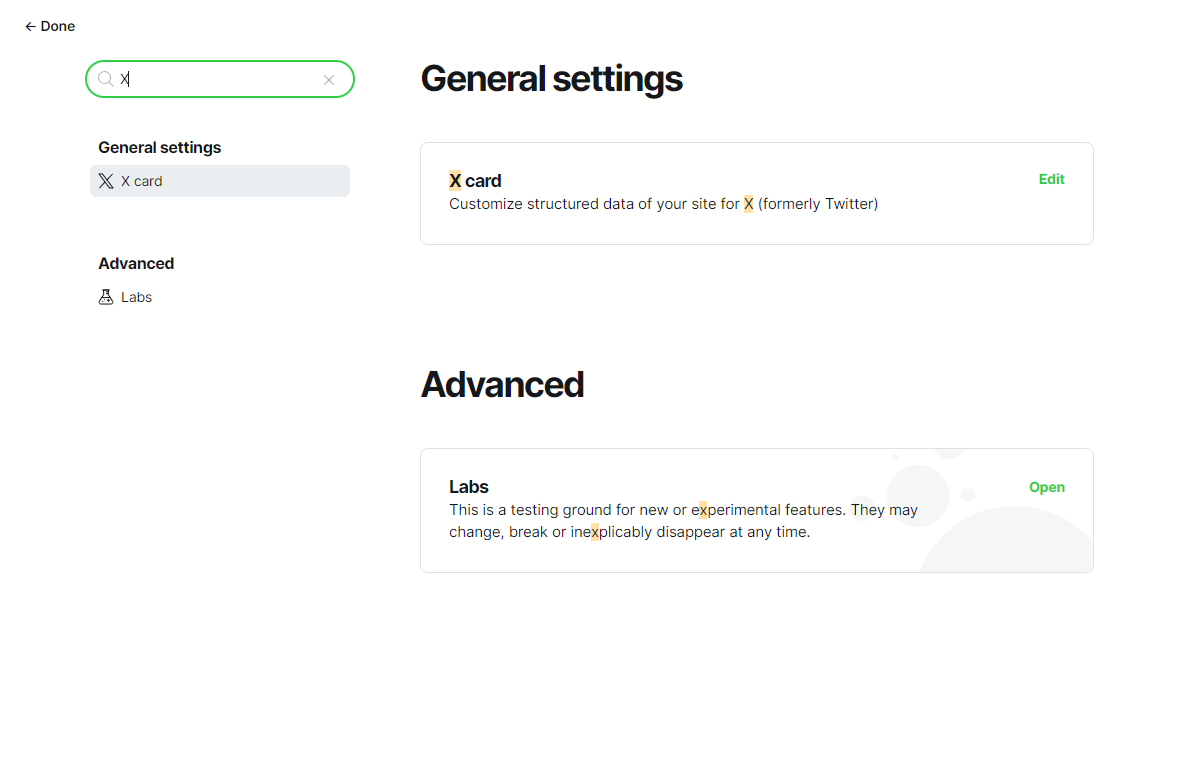 ← Done
X
General settings
X card
Advanced
Labs
General settings
X card
Edit
Customize structured data of your site for X (formerly Twitter)
Advanced
Labs
Open
This is a testing ground for new or experimental features. They may
change, break or inexplicably disappear at any time.